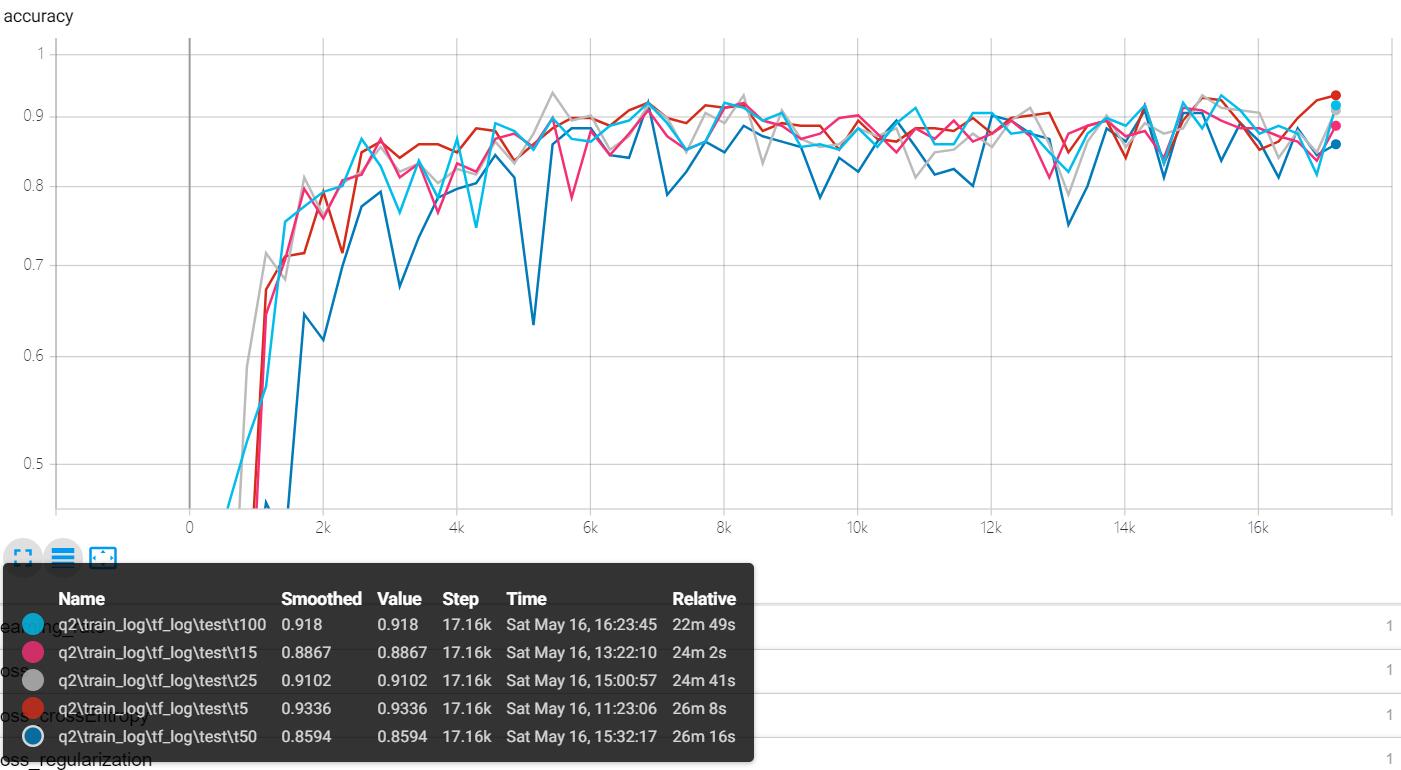 accuracy
1
0.9
0.8
0.7
0.6
0.5
0 2k 4k 6k 8k 10k 12k 14k 16k
Name Smoothed Value Step Time Relative
q2\train_log\tf_log\test\t100 0.918 0.918 17.16k Sat May 16, 16:23:45 22m 49s
1
q2\train_log\tf_log\test\t15 0.8867 0.8867 17.16k Sat May 16, 13:22:10 24m 2s
1
q2\train_log\tf_log\test\t25 0.9102 0.9102 17.16k Sat May 16, 15:00:57 24m 41s
q2\train_log\tf_log\test\t5 0.9336 0.9336 17.16k Sat May 16, 11:23:06 26m 8s
oss_crossEntropy 1
q2\train_log\tf_log\test\t50 0.8594 0.8594 17.16k Sat May 16, 15:32:17 26m 16s
oss_regularization 1